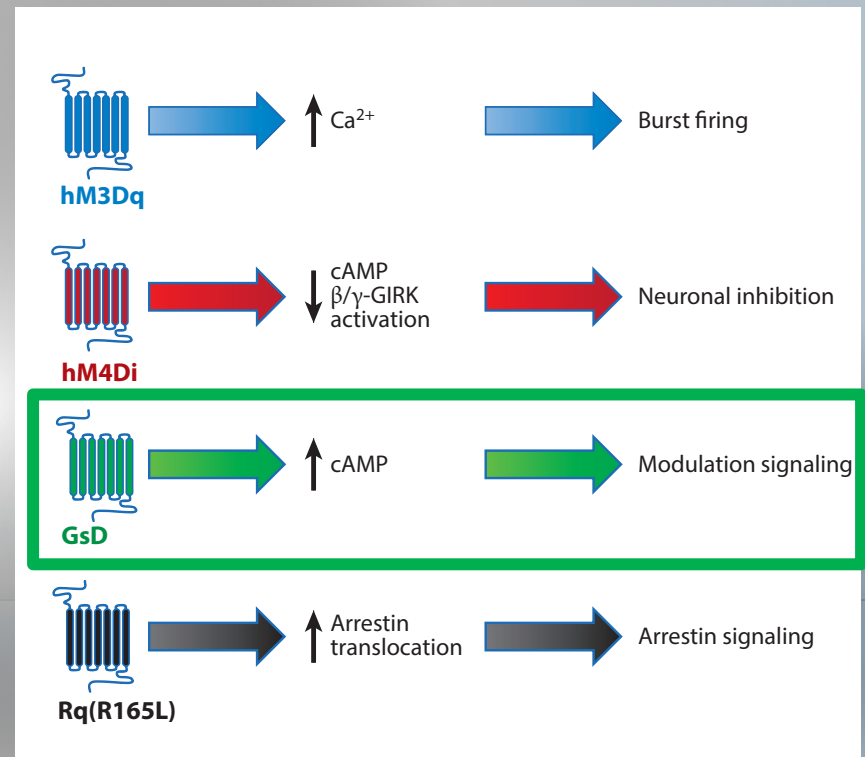 Ca²⁺
Burst firing
hM3Dq
cAMP
β/γ-GIRK
activation
Neuronal inhibition
hM4Di
cAMP
Modulation signaling
GsD
Arrestin
translocation
Arrestin signaling
Rq(R165L)